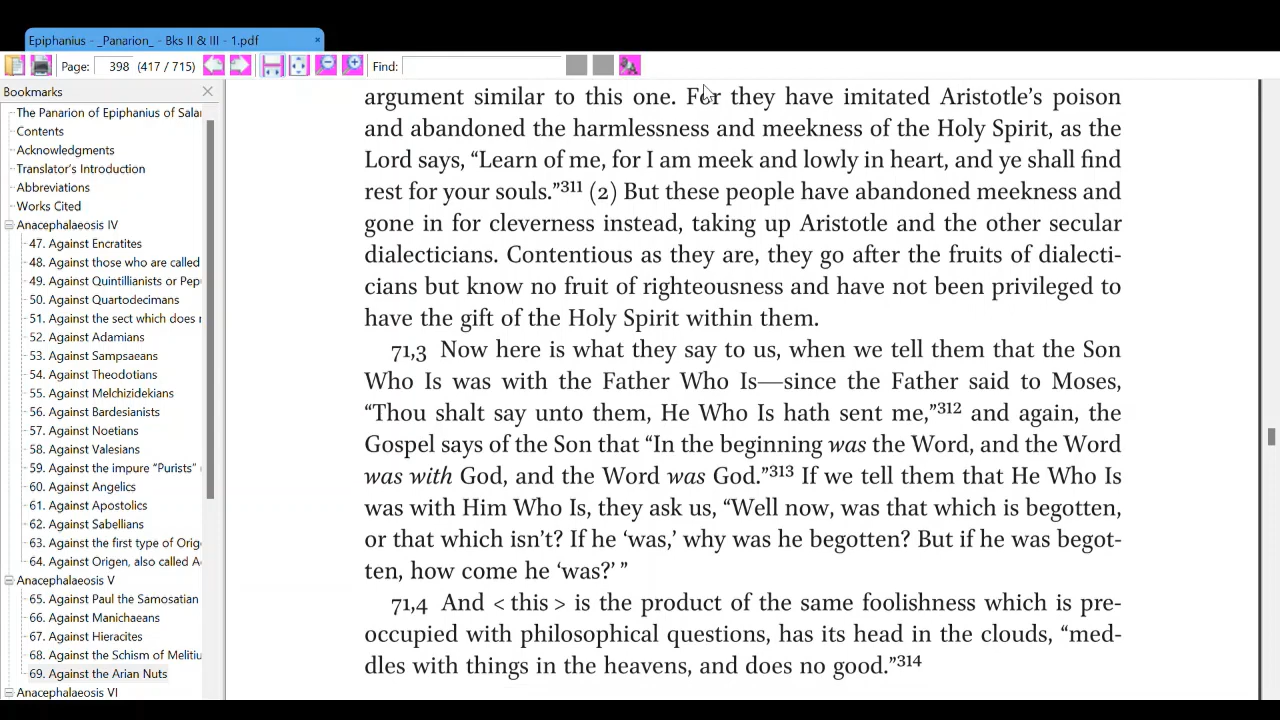 Epiphanius - _Panarion_ - Bks II & III - 1.pdf
×
Page: 398 (417 / 715) Find:
Bookmarks
The Panarion of Epiphanius of Salar
Contents
Acknowledgments
Translator's Introduction
Abbreviations
Works Cited
Anacephalaeosis IV
47. Against Encratites
48. Against those who are called
49. Against Quintillianists or Pep
50. Against Quartodecimans
51. Against the sect which does r
52. Against Adamians
53. Against Sampsaeans
54. Against Theodotians
55. Against Melchizidekians
56. Against Bardesianists
57. Against Noetians
58. Against Valesians
59. Against the impure “Purists” (
60. Against Angelics
61. Against Apostolics
62. Against Sabellians
63. Against the first type of Orig
64. Against Origen, also called A
Anacephalaeosis V
65. Against Paul the Samosatian
66. Against Manichaeans
67. Against Hieracites
68. Against the Schism of Melitiu
69. Against the Arian Nuts
Anacephalaeosis VI
argument similar to this one. For they have imitated Aristotle’s poison
and abandoned the harmlessness and meekness of the Holy Spirit, as the
Lord says, “Learn of me, for I am meek and lowly in heart, and ye shall find
rest for your souls.”311 (2) But these people have abandoned meekness and
gone in for cleverness instead, taking up Aristotle and the other secular
dialecticians. Contentious as they are, they go after the fruits of dialecti-
cians but know no fruit of righteousness and have not been privileged to
have the gift of the Holy Spirit within them.
71,3 Now here is what they say to us, when we tell them that the Son
Who Is was with the Father Who Is—since the Father said to Moses,
“Thou shalt say unto them, He Who Is hath sent me,”312 and again, the
Gospel says of the Son that “In the beginning was the Word, and the Word
was with God, and the Word was God.”313 If we tell them that He Who Is
was with Him Who Is, they ask us, “Well now, was that which is begotten,
or that which isn’t? If he ‘was,’ why was he begotten? But if he was begot-
ten, how come he ‘was?’ ”
71,4 And < this > is the product of the same foolishness which is pre-
occupied with philosophical questions, has its head in the clouds, “med-
dles with things in the heavens, and does no good.”314